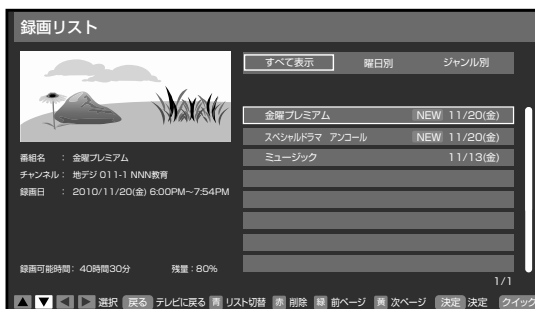 録画リスト
すべて表示 曜日別 ジャンル別
金曜プレミアム NEW 11/20(金)
スペシャルドラマ アンコール NEW 11/20(金)
ミュージック 11/13(金)
番組名 : 金曜プレミアム
チャンネル: 地デジ 011-1 NNN教育
録画日 : 2010/11/20(金) 6:00PM~7:54PM
録画可能時間: 40時間30分 残量:80%
1/1
▲ ▼ ◀ ▶ 選択 戻る テレビに戻る 青 リスト切替 赤 削除 緑 前ページ 黄 次ページ 決定 決定 クイック